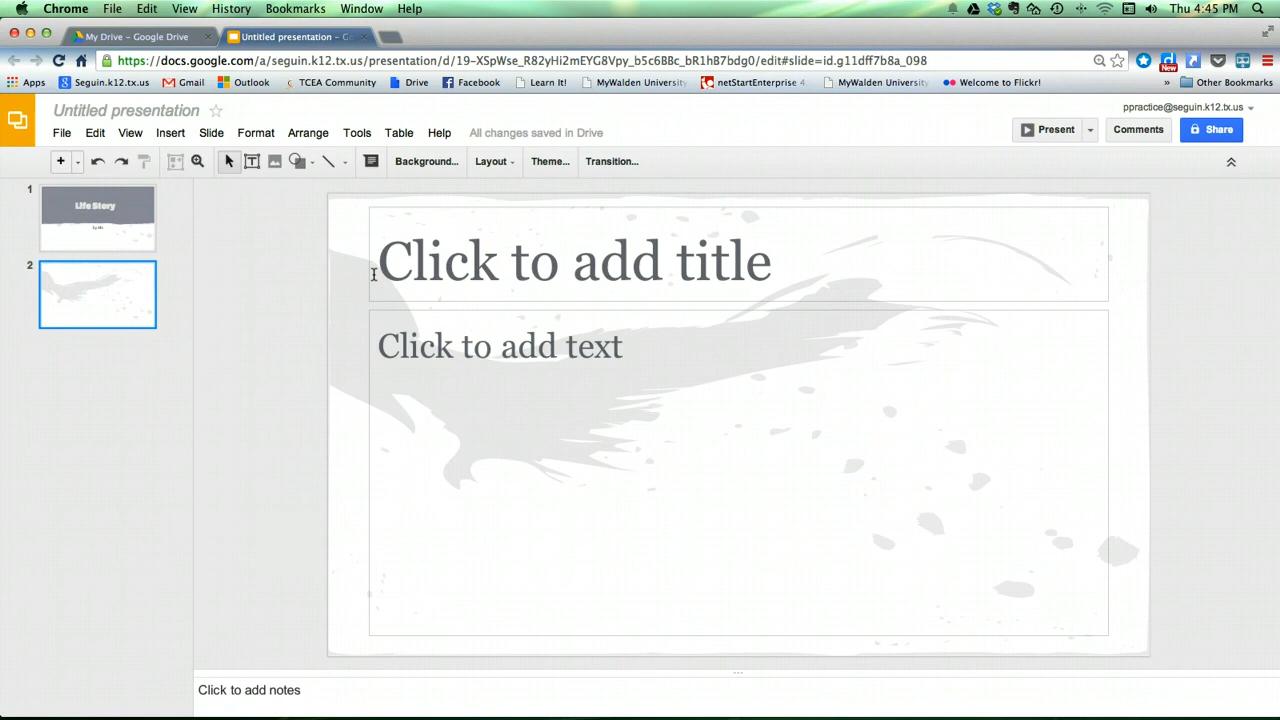 Chrome File Edit View History Bookmarks Window Help Thu 4:45 PM
My Drive – Google Drive Untitled presentation – Go
https://docs.google.com/a/seguin.k12.tx.us/presentation/d/19-XSpWse_R82yHi2mEYG8Vpy_b5c6BBc_bR1hB7bdg0/edit#slide=id.g11dff7b8a_098
New
Apps Seguin.k12.tx.us Gmail Outlook TCEA Community Drive Facebook Learn It! MyWalden University netStartEnterprise 4 MyWalden University Welcome to Flickr! » Other Bookmarks
Untitled presentation
ppractice@seguin.k12.tx.us
File Edit View Insert Slide Format Arrange Tools Table Help All changes saved in Drive
Present Comments Share
Background... Layout Theme... Transition...
1
Life Story
by Me
2
Click to add title
Click to add text
Click to add notes